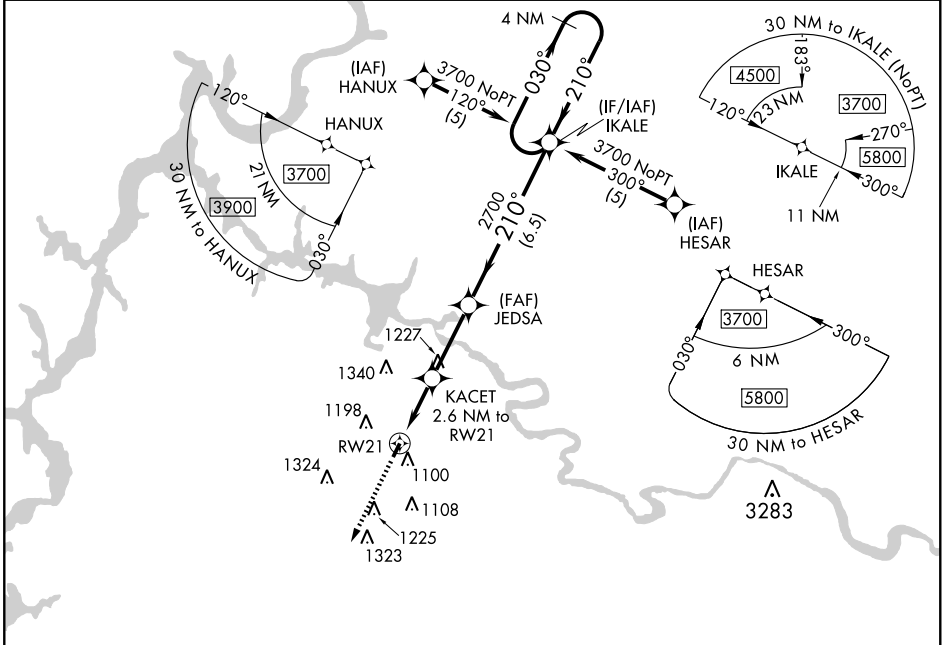 4 NM
030°
210°
(IAF)
HANUX
3700 NoPT
120°
(5)
(IF/IAF)
IKALE
3700 NoPT
300°
(5)
(IAF)
HESAR
2700
210°
(6.5)
(FAF)
JEDSA
1227
1340
KACET
2.6 NM to
RW21
1198
RW21
1324
1100
1108
1225
1323
3283
120°
HANUX
3700
21 NM
3900
30 NM to HANUX
030°
30 NM to IKALE (NoPT)
183°
4500
120°
23 NM
3700
270°
5800
IKALE
300°
11 NM
HESAR
3700
030°
300°
6 NM
5800
30 NM to HESAR